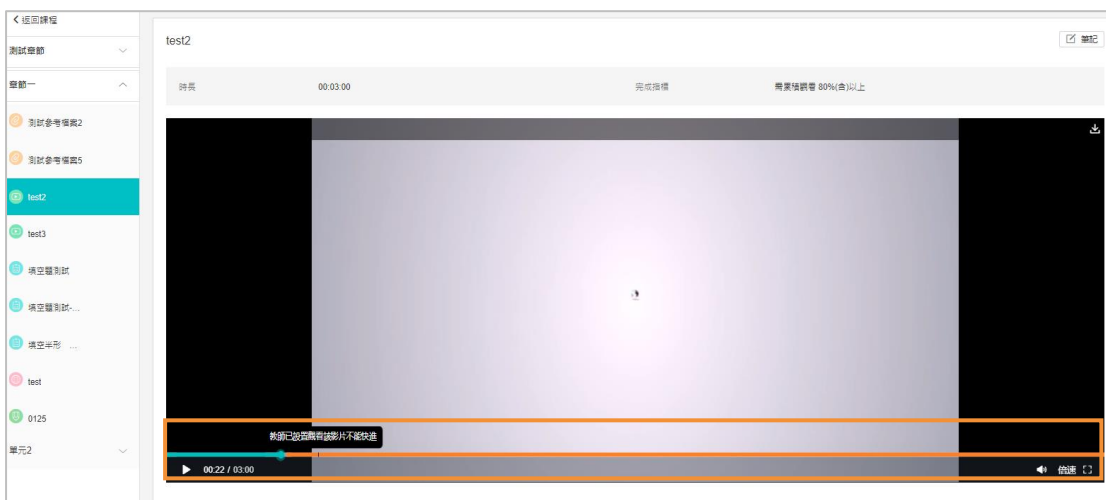 返回課程
測試章節
章節一
測試參考檔案2
測試參考檔案5
test2
test3
填空題測試
填空題測試-...
填空半形 ...
test
0125
單元2
test2
筆記
時長
00:03:00
完成指標
需累積觀看 80%(含)以上
教師已設置觀看該影片不能快進
00:22 / 03:00
倍速